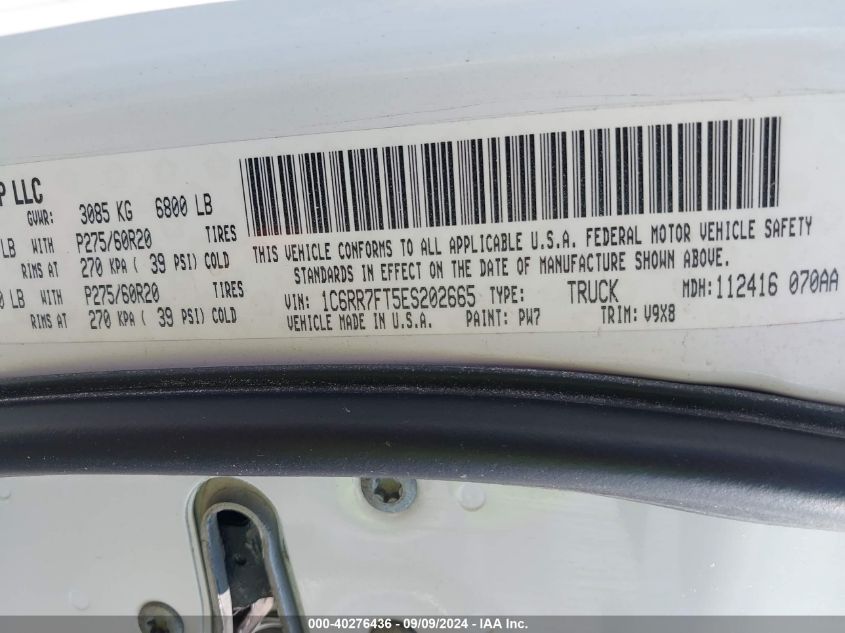 P LLC
GVWR: 3085 KG 6800 LB
LB WITH P275/60R20 TIRES
RIMS AT 270 KPA ( 39 PSI) COLD
0 LB WITH P275/60R20 TIRES
RIMS AT 270 KPA ( 39 PSI) COLD
THIS VEHICLE CONFORMS TO ALL APPLICABLE U.S.A. FEDERAL MOTOR VEHICLE SAFETY
STANDARDS IN EFFECT ON THE DATE OF MANUFACTURE SHOWN ABOVE.
VIN: 1C6RR7FT5ES202665 TYPE: TRUCK MDH: 112416 070AA
VEHICLE MADE IN U.S.A. PAINT: PW7 TRIM: V9X8
000-40276436 - 09/09/2024 - IAA Inc.